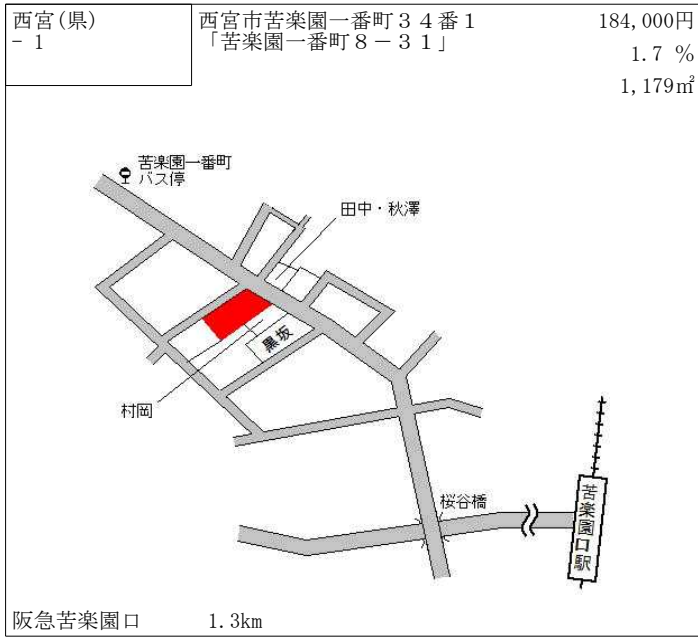 西宮(県)
- 1
西宮市苦楽園一番町３４番１
「苦楽園一番町８－３１」
184,000円
1.7 %
1,179㎡
苦楽園一番町
バス停
田中・秋澤
黒坂
村岡
桜谷橋
苦楽園口駅
阪急苦楽園口 1.3km